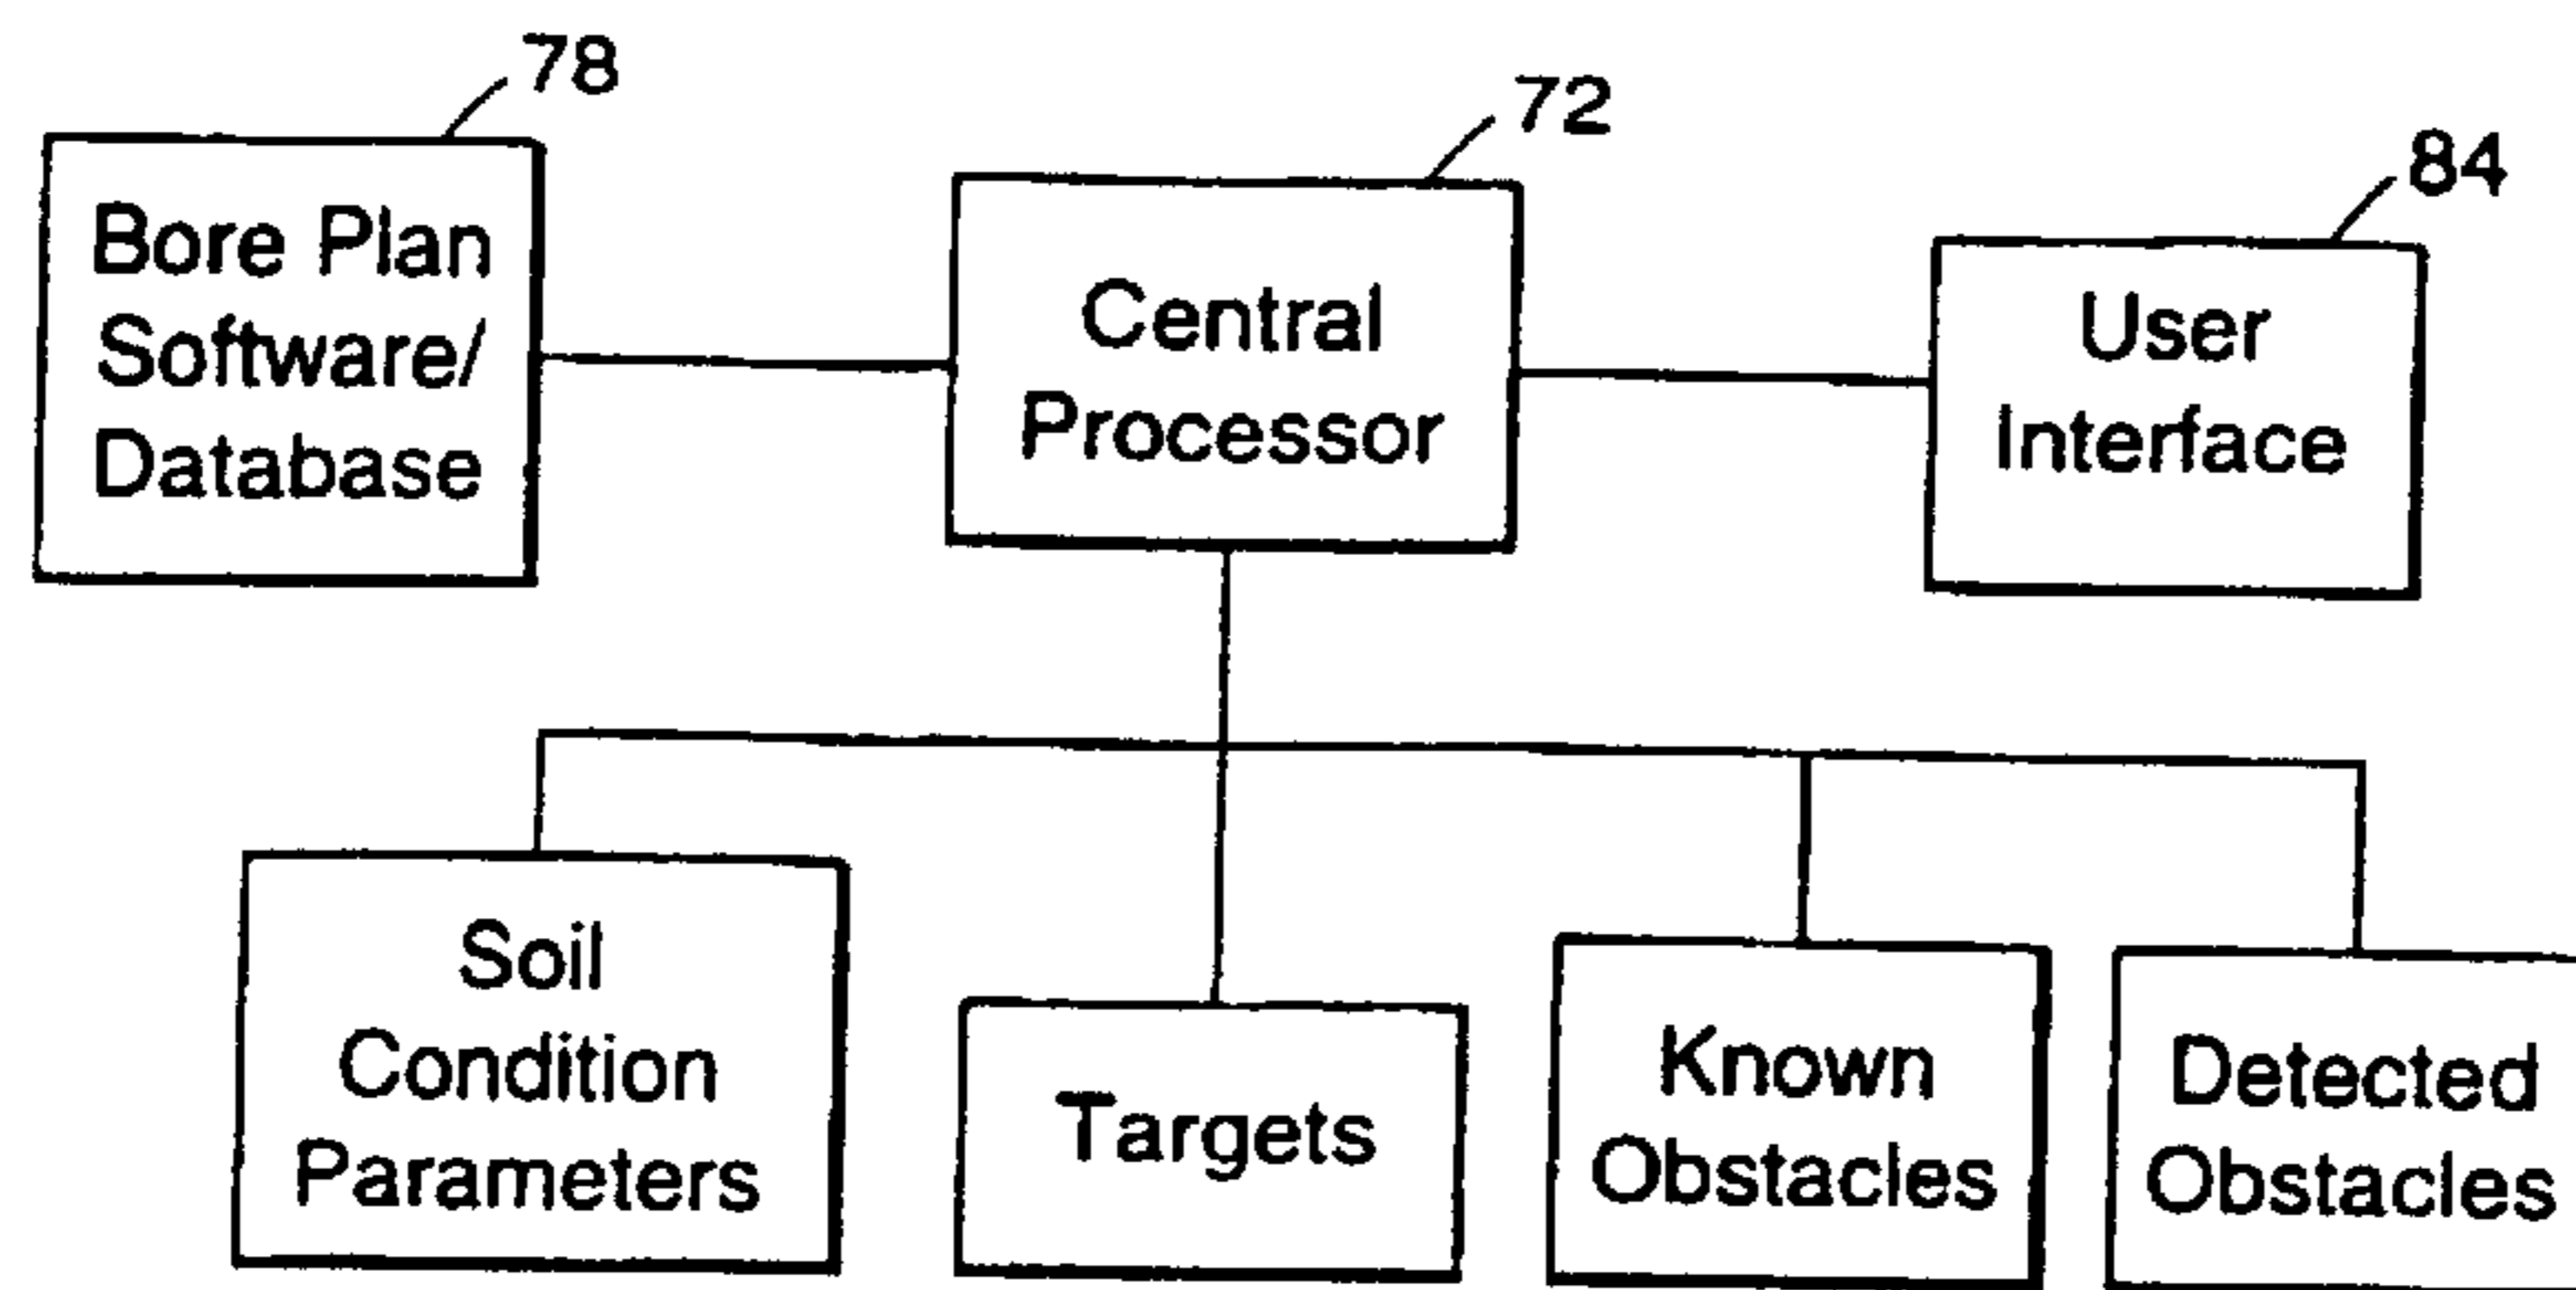 78
72
84
Bore Plan
Software/
Database
Central
Processor
User
Interface
Soil
Condition
Parameters
Targets
Known
Obstacles
Detected
Obstacles